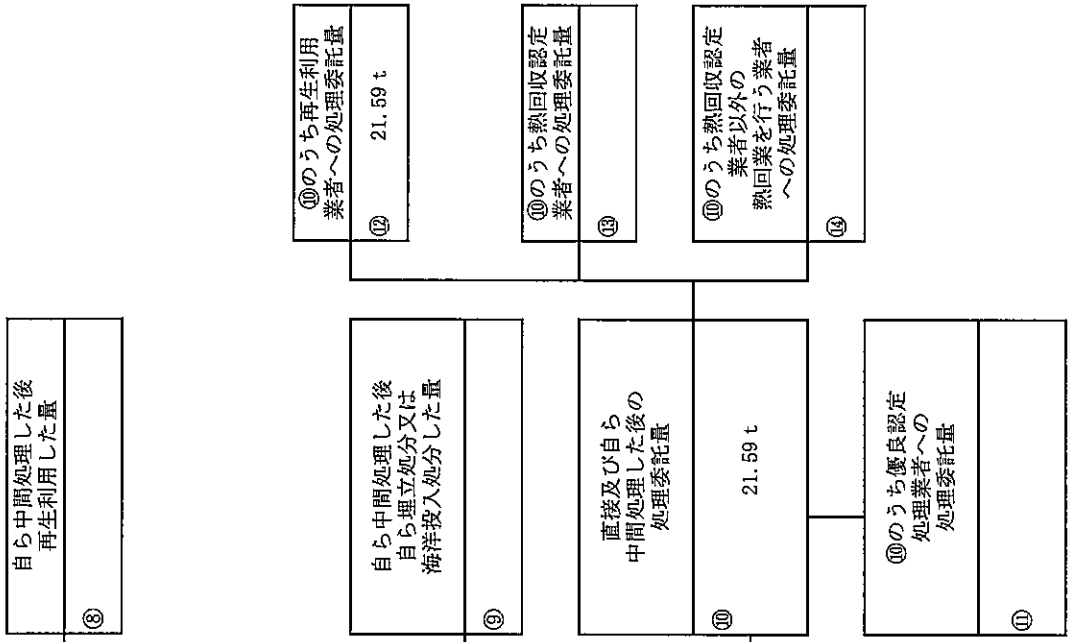 自ら中間処理した後
再生利用した量
⑧
自ら中間処理した後
自ら埋立処分又は
海洋投入処分した量
⑨
直接及び自ら
中間処理した後の
処理委託量
⑩
21.59 t
⑩のうち優良認定
処理業者への
処理委託量
⑪
⑩のうち再生利用
業者への処理委託量
⑫
21.59 t
⑩のうち熱回収認定
業者への処理委託量
⑬
⑩のうち熱回収認定
業者以外の
熱回業を行う業者
への処理委託量
⑭